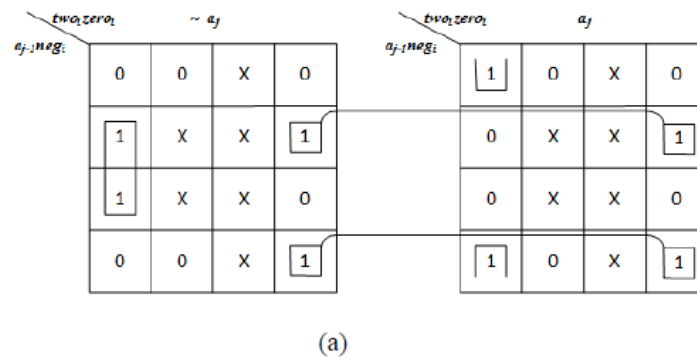 two_i zero_i ~ a_j two_i zero_i a_j
a_{j-1} neg_i a_{j-1} neg_i
0 0 X 0 1 0 X 0
1 X X 1 0 X X 1
1 X X 0 0 X X 0
0 0 X 1 1 0 X 1
(a)